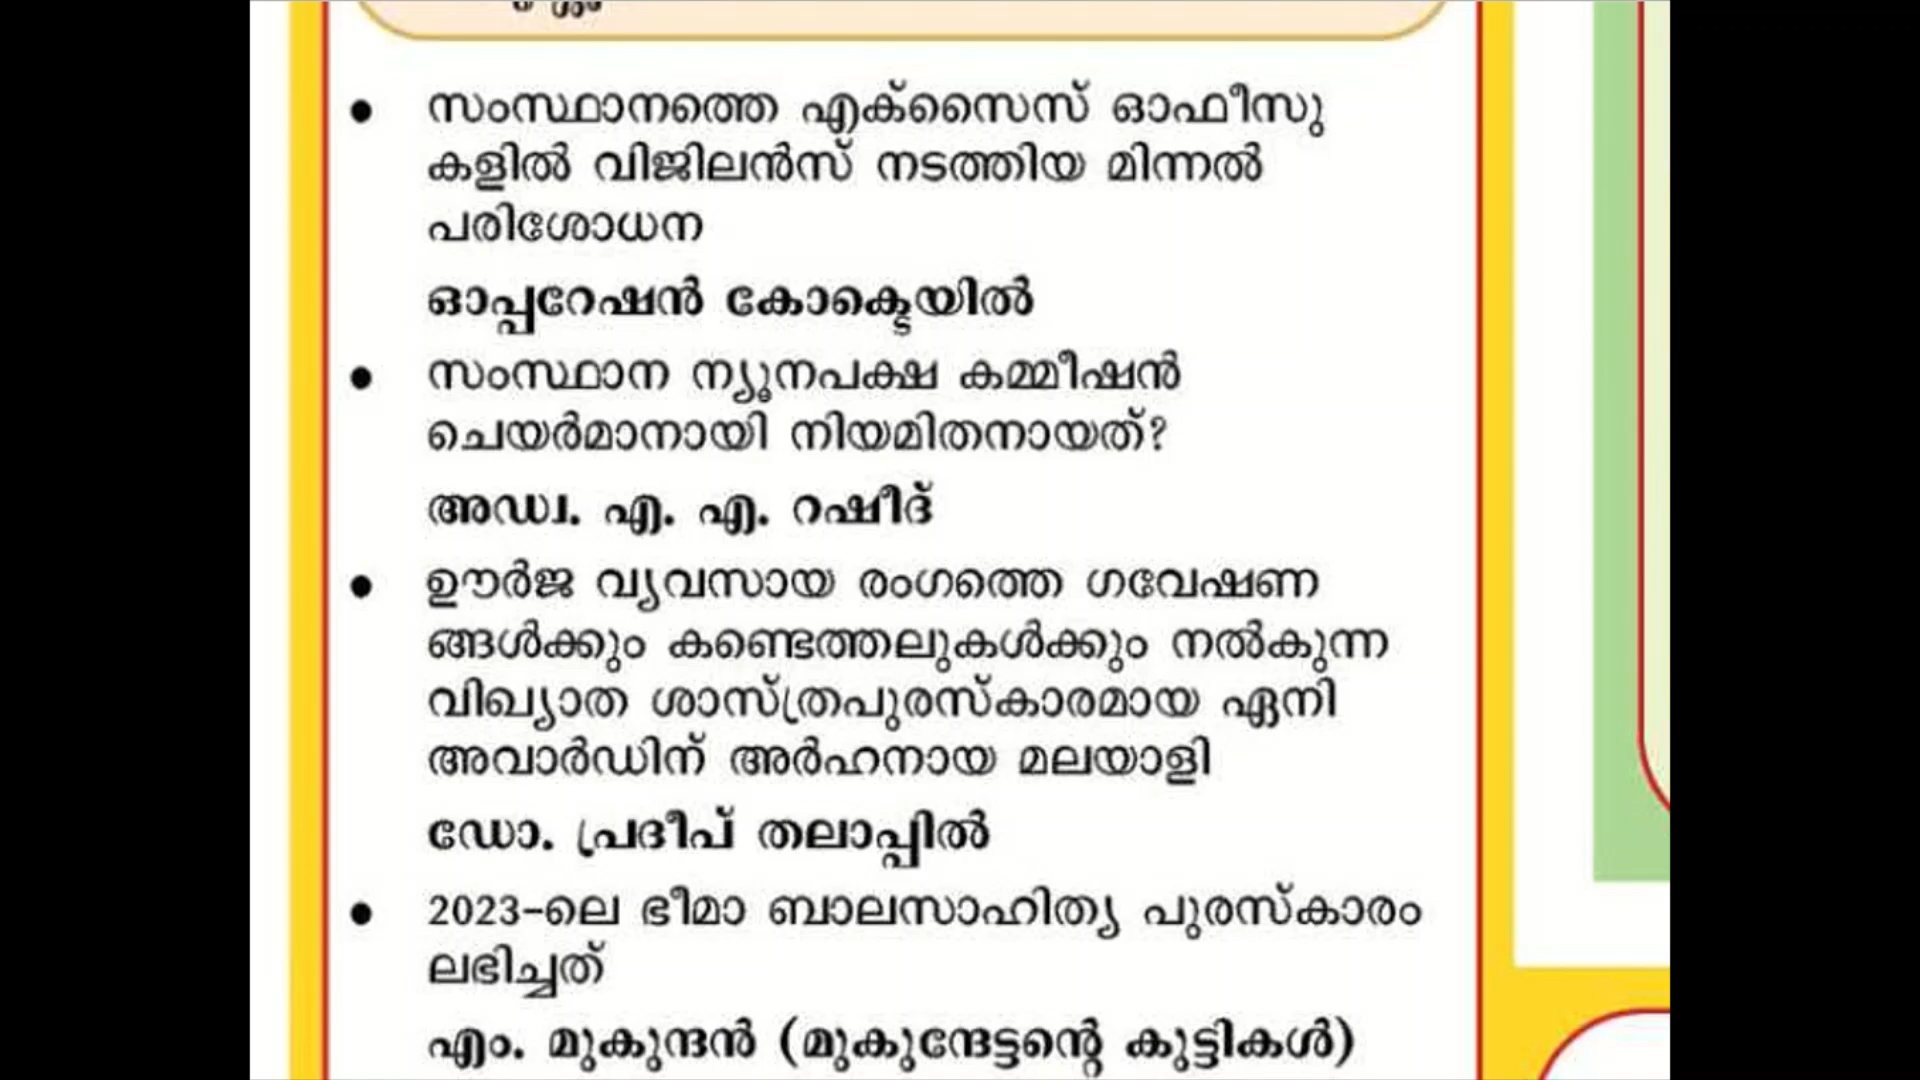 സംസ്ഥാനത്തെ എക്സൈസ് ഓഫീസു
കളിൽ വിജിലൻസ് നടത്തിയ മിന്നൽ
പരിശോധന
ഓപ്പറേഷൻ കോക്ടെയിൽ
സംസ്ഥാന ന്യൂനപക്ഷ കമ്മീഷൻ
ചെയർമാനായി നിയമിതനായത്?
അഡ്വ. എ. എ. റഷീദ്
ഊർജ വ്യവസായ രംഗത്തെ ഗവേഷണ
ങ്ങൾക്കും കണ്ടെത്തലുകൾക്കും നൽകുന്ന
വിഖ്യാത ശാസ്ത്രപുരസ്കാരമായ ഏനി
അവാർഡിന് അർഹനായ മലയാളി
ഡോ. പ്രദീപ് തലാപ്പിൽ
2023-ലെ ഭീമാ ബാലസാഹിത്യ പുരസ്കാരം
ലഭിച്ചത്
എം. മുകുന്ദൻ (മുകുന്ദേട്ടന്റെ കുട്ടികൾ)